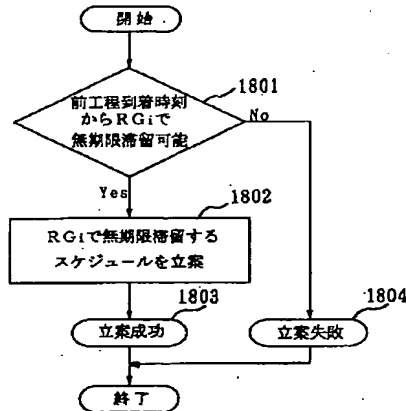 開始
1801
前工程到着時刻
からRGiで
無期限滞留可能
No
Yes
1802
RGiで無期限滞留する
スケジュールを立案
1803
立案成功
1804
立案失敗
終了